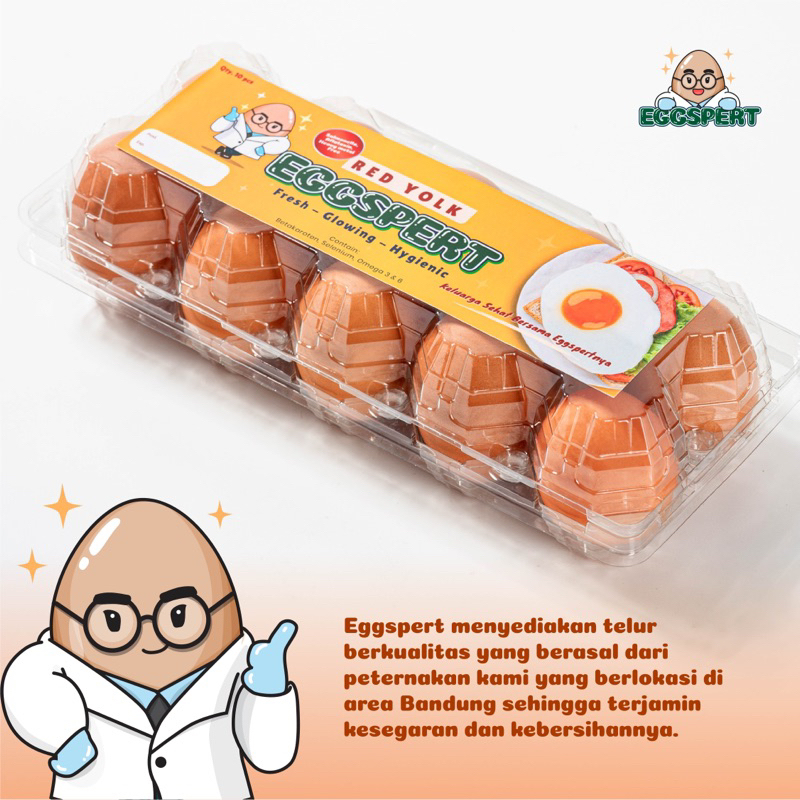 Qty. 10 pcs
EGGSPERT
RED YOLK
EGGSPERT
Fresh – Glowing – Hygienic
Contain:
Betakaroten, Selenium, Omega 3 & 6
Keluarga Sehat Bersama Eggspertnya
Eggspert menyediakan telur
berkualitas yang berasal dari
peternakan kami yang berlokasi di
area Bandung sehingga terjamin
kesegaran dan kebersihannya.